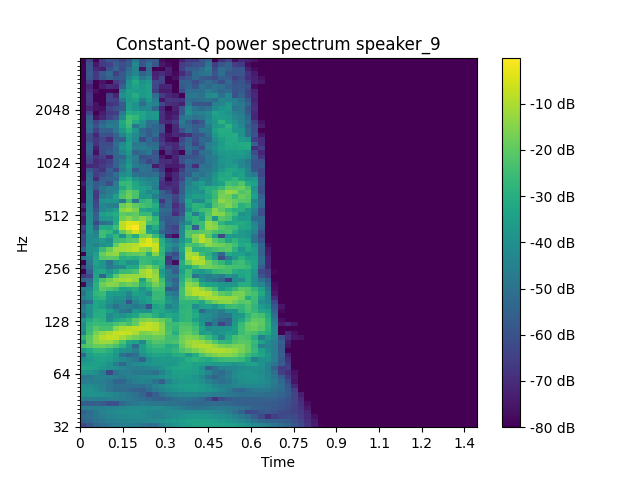 Constant-Q power spectrum speaker_9
Hz
2048
1024
512
256
128
64
32
0 0.15 0.3 0.45 0.6 0.75 0.9 1.1 1.2 1.4
Time
-10 dB
-20 dB
-30 dB
-40 dB
-50 dB
-60 dB
-70 dB
-80 dB